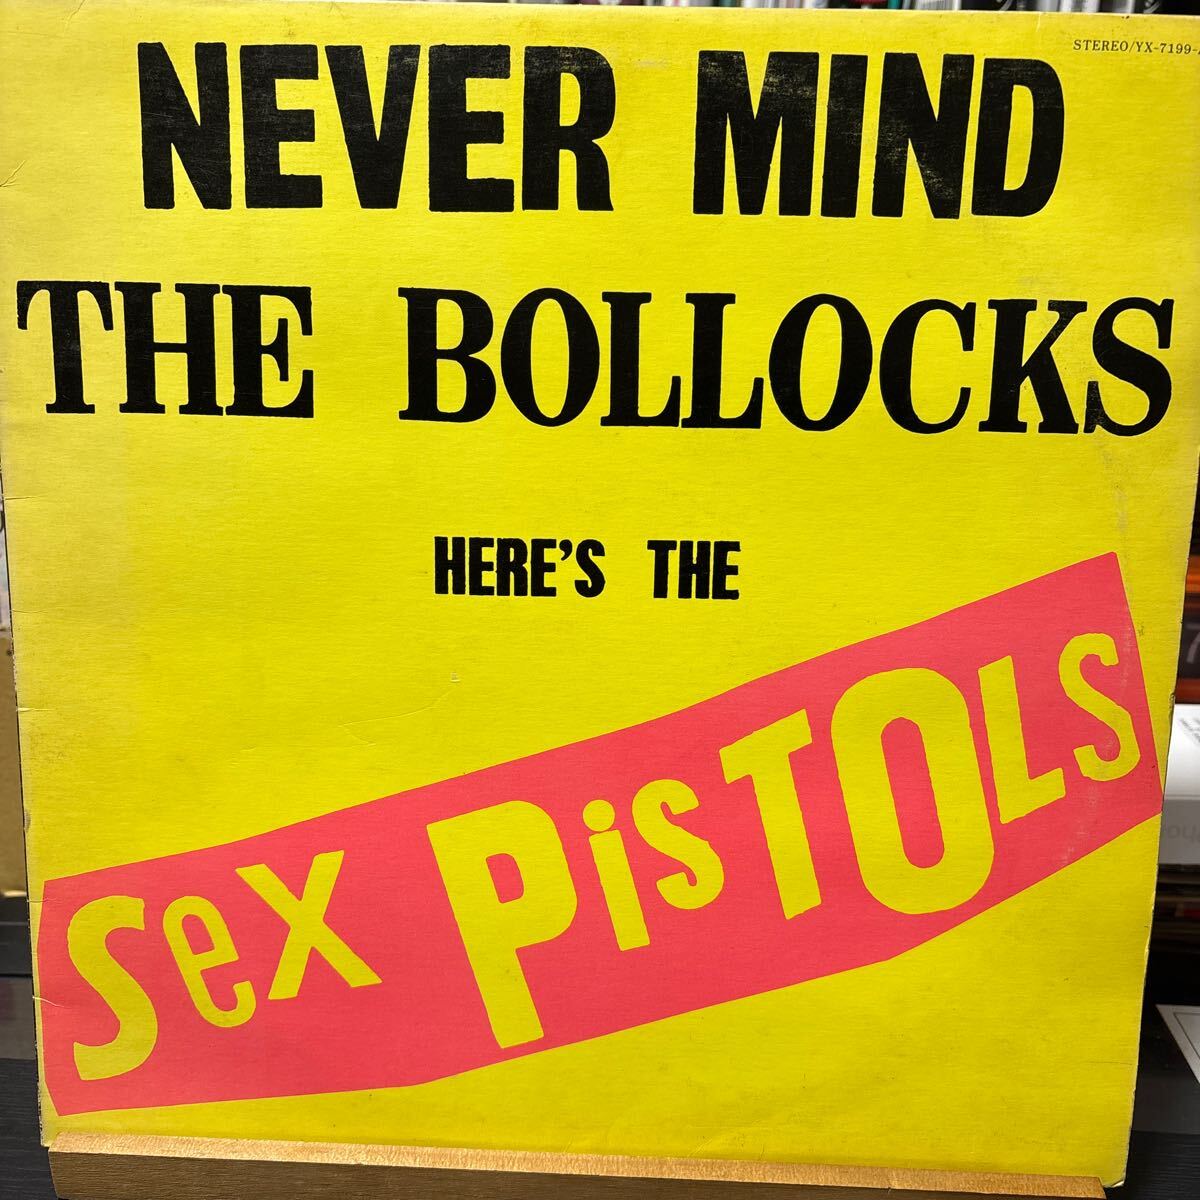 STEREO/YX-7199-
NEVER MIND
THE BOLLOCKS
HERE'S THE
Sex PiSTOLS